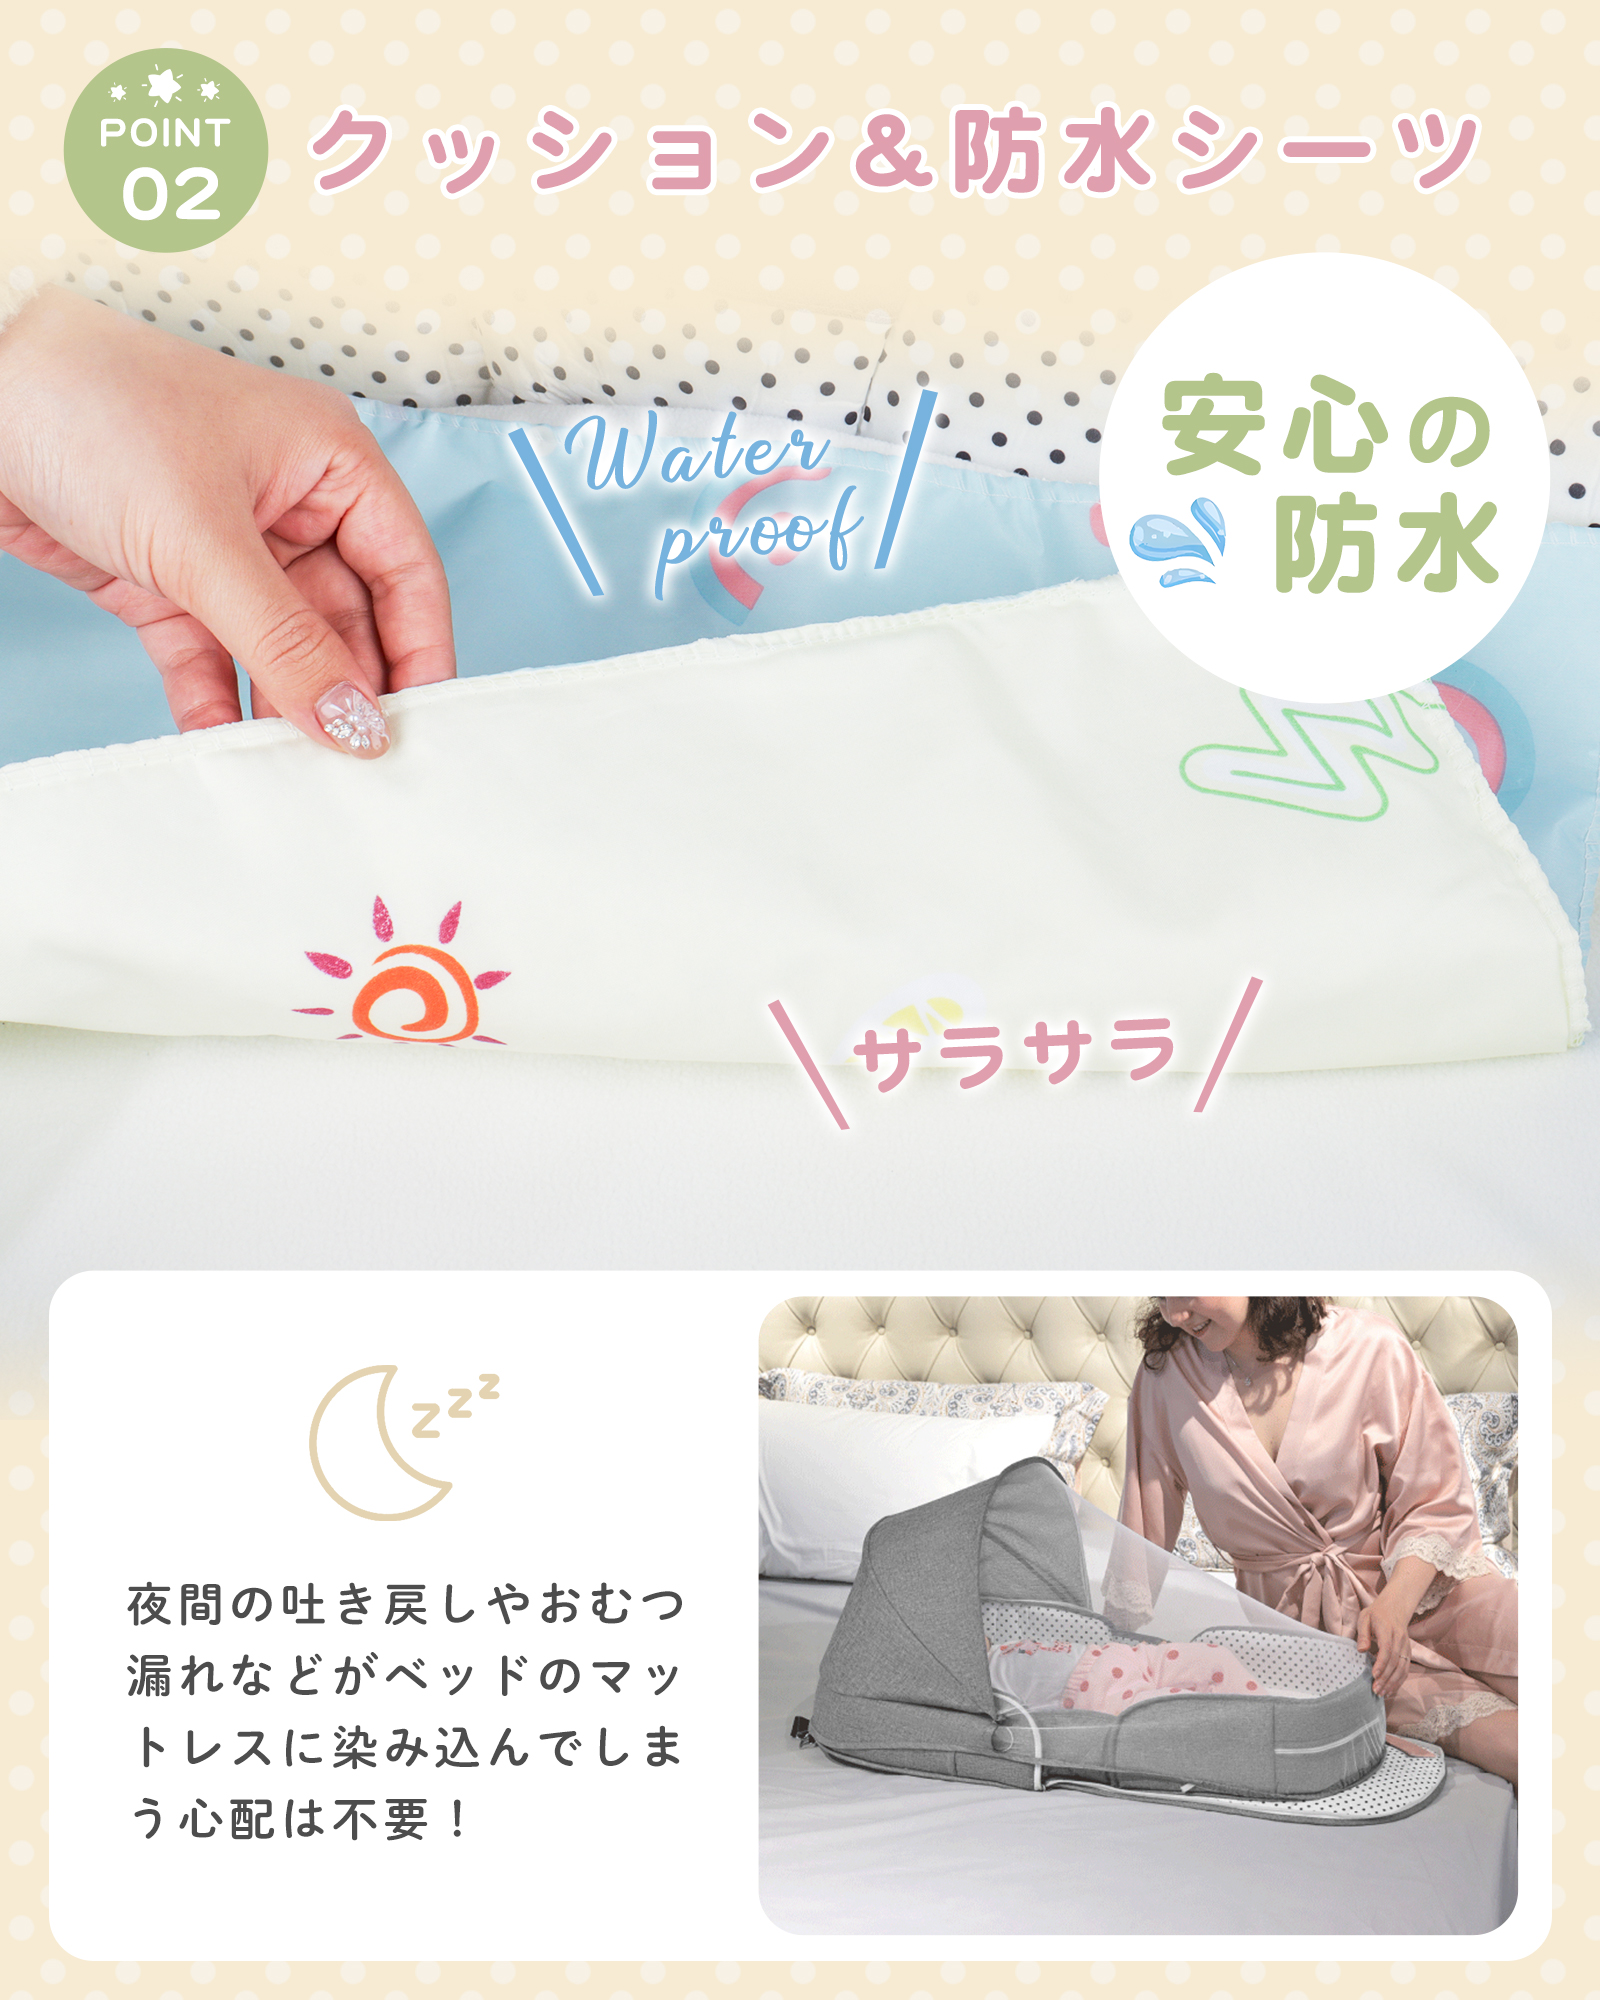 POINT
02
クッション&防水シーツ
安心の
防水
Water
proof
サラサラ
zzz
夜間の吐き戻しやおむつ
漏れなどがベッドのマッ
トレスに染み込んでしま
う心配は不要！